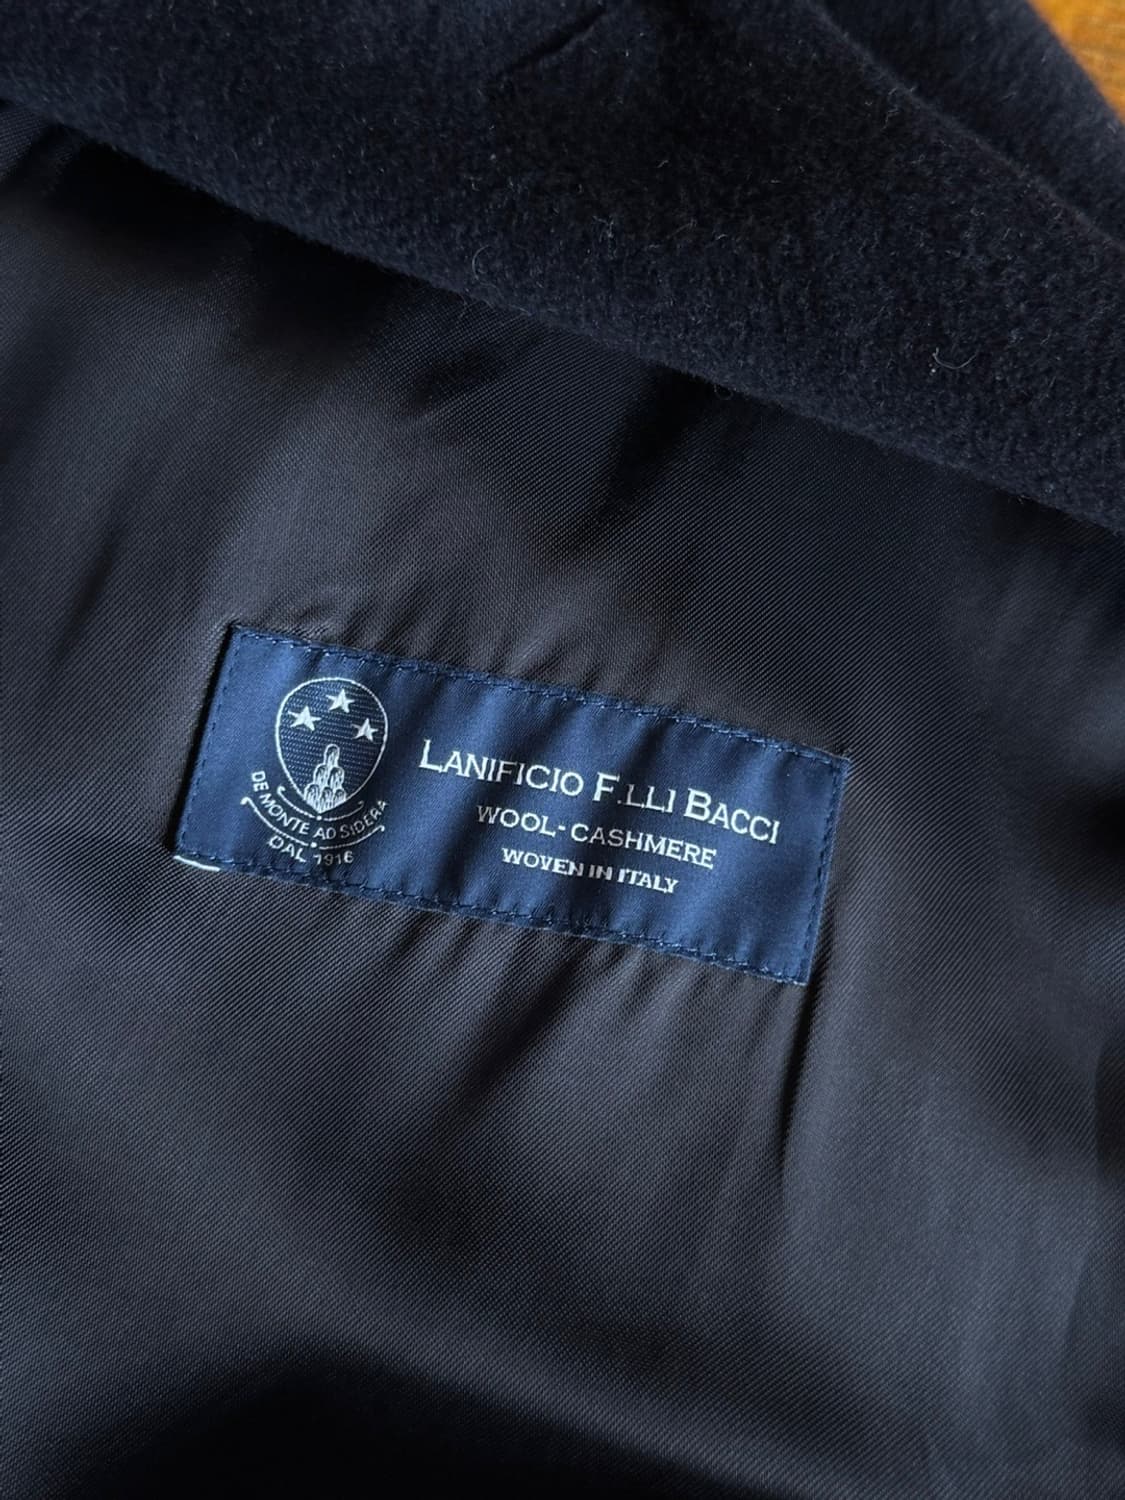 DE MONTE AD SIDERA
DAL 1916
LANIFICIO F.LLI BACCI
WOOL-CASHMERE
WOVEN IN ITALY